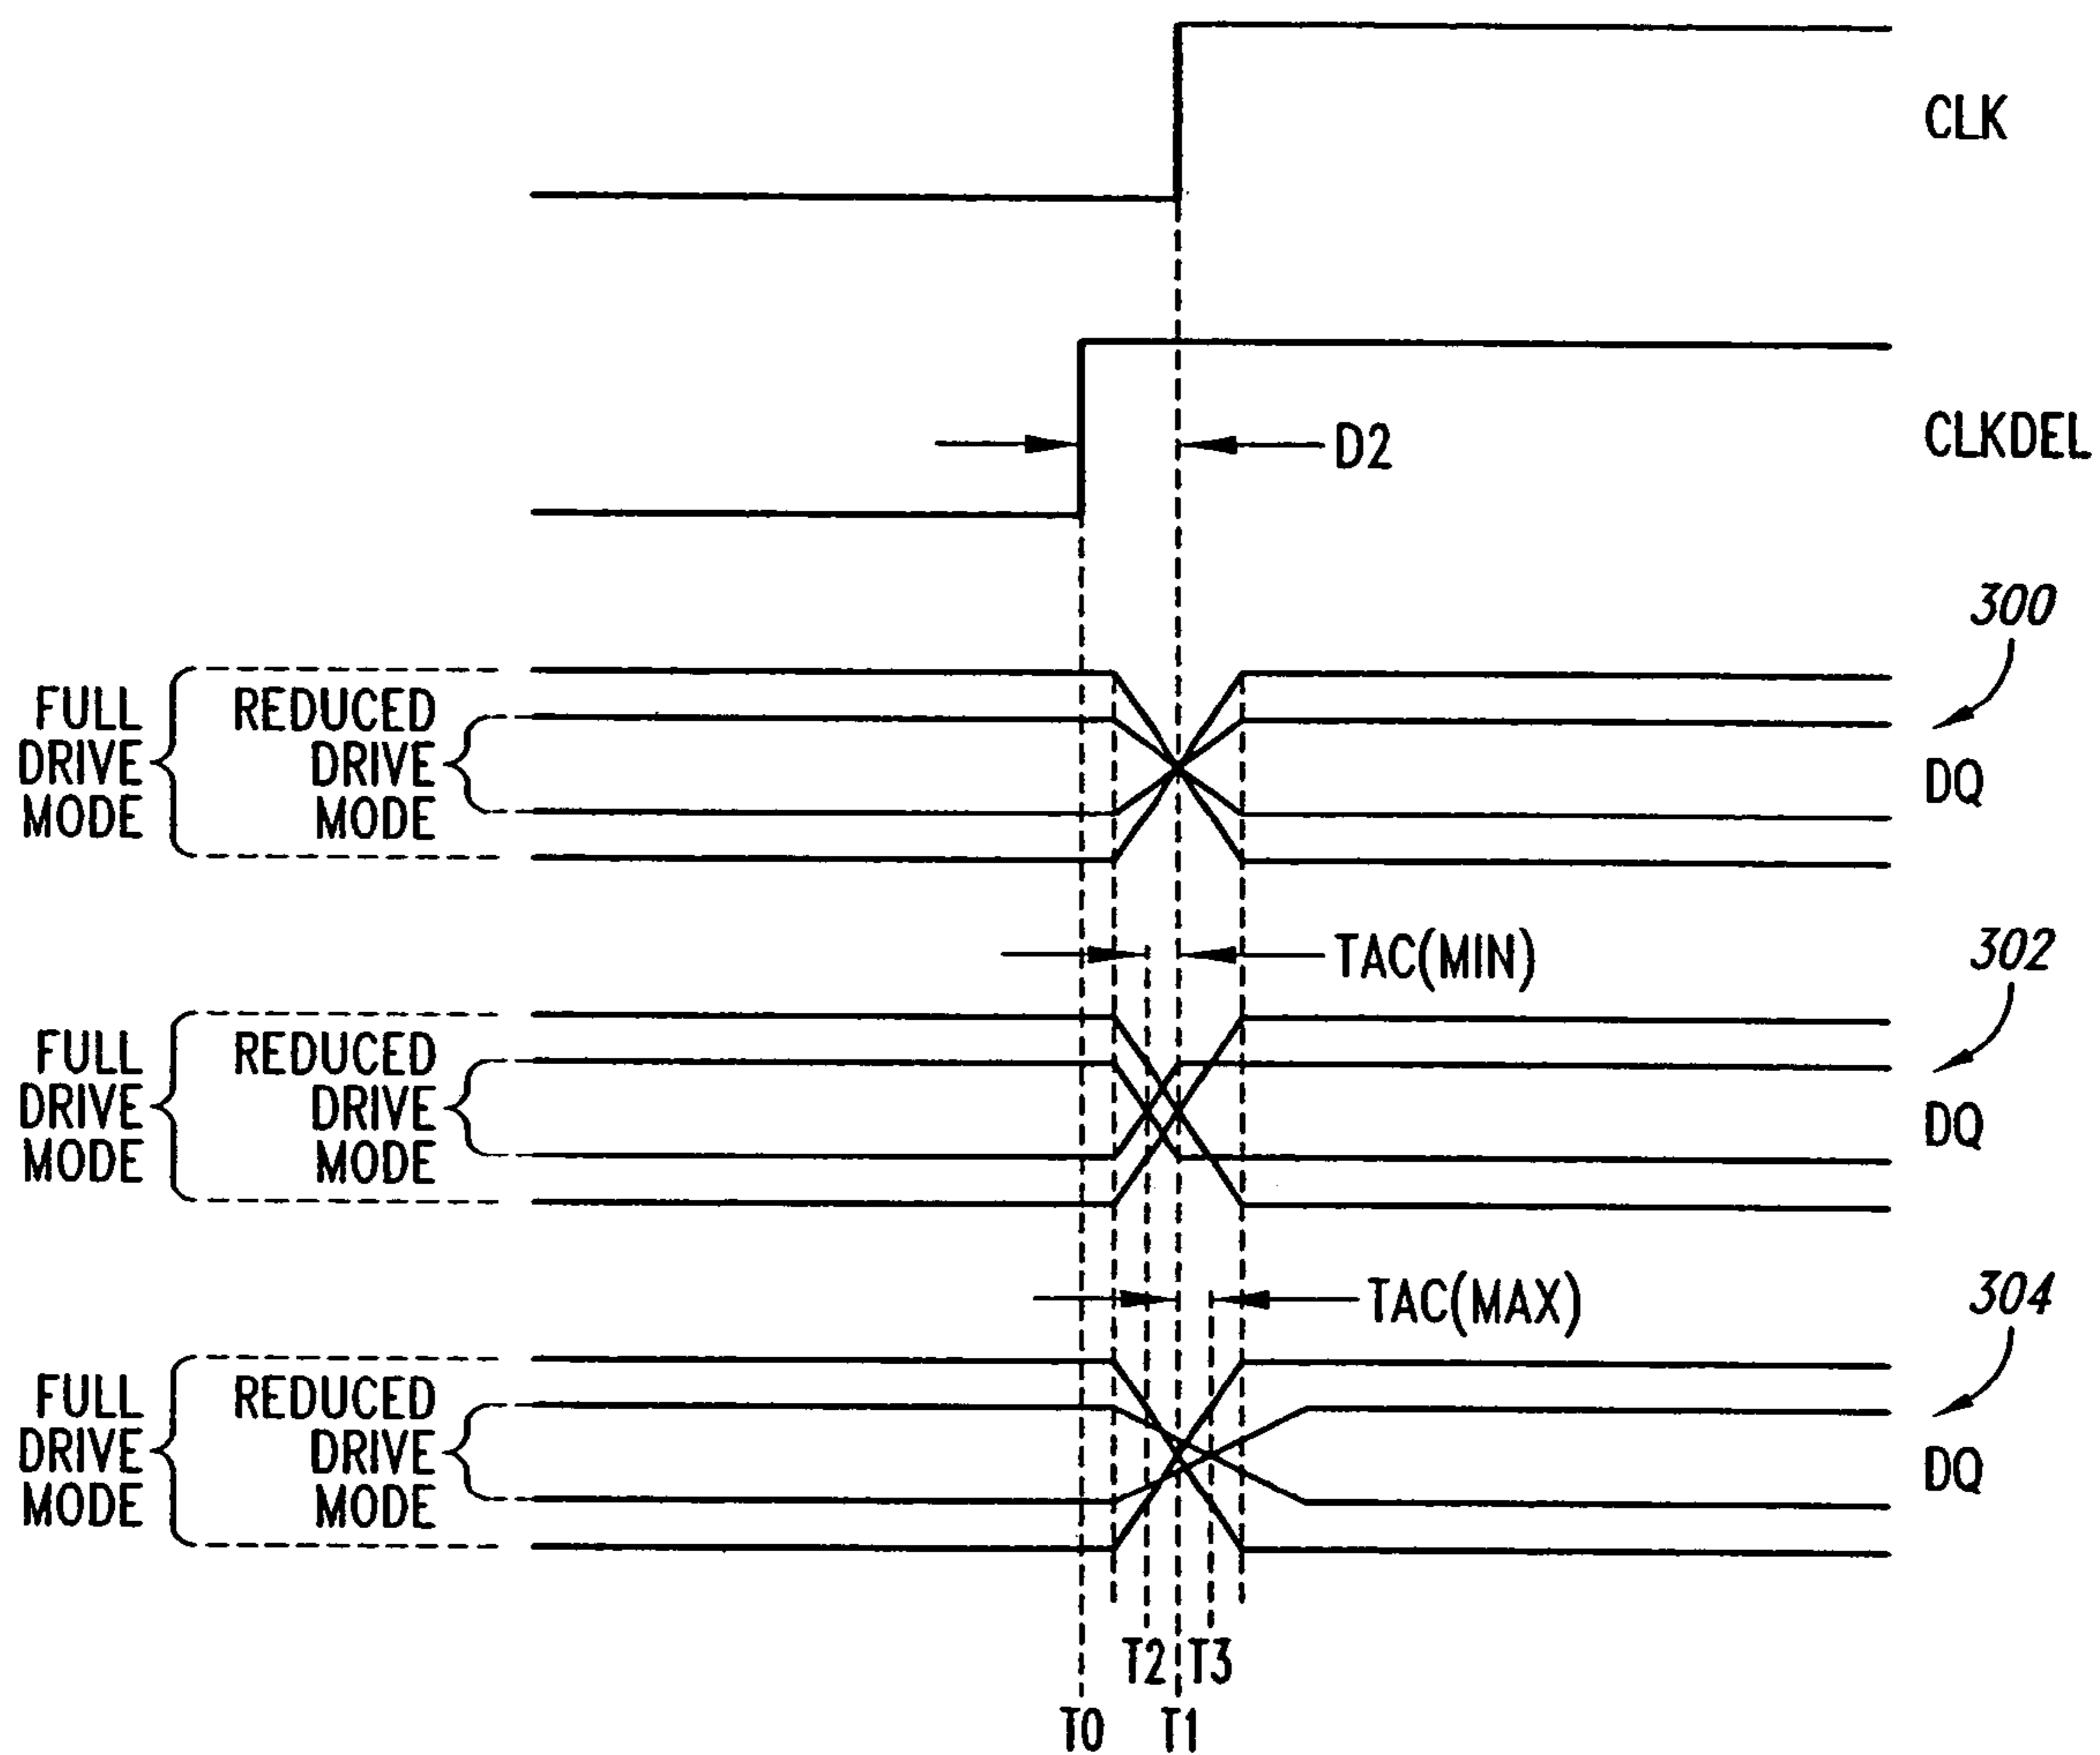 CLK
D2
CLKDEL
300
FULL
DRIVE
MODE
REDUCED
DRIVE
MODE
DQ
TAC(MIN)
302
FULL
DRIVE
MODE
REDUCED
DRIVE
MODE
DQ
TAC(MAX)
304
FULL
DRIVE
MODE
REDUCED
DRIVE
MODE
DQ
T2
T3
T0
T1